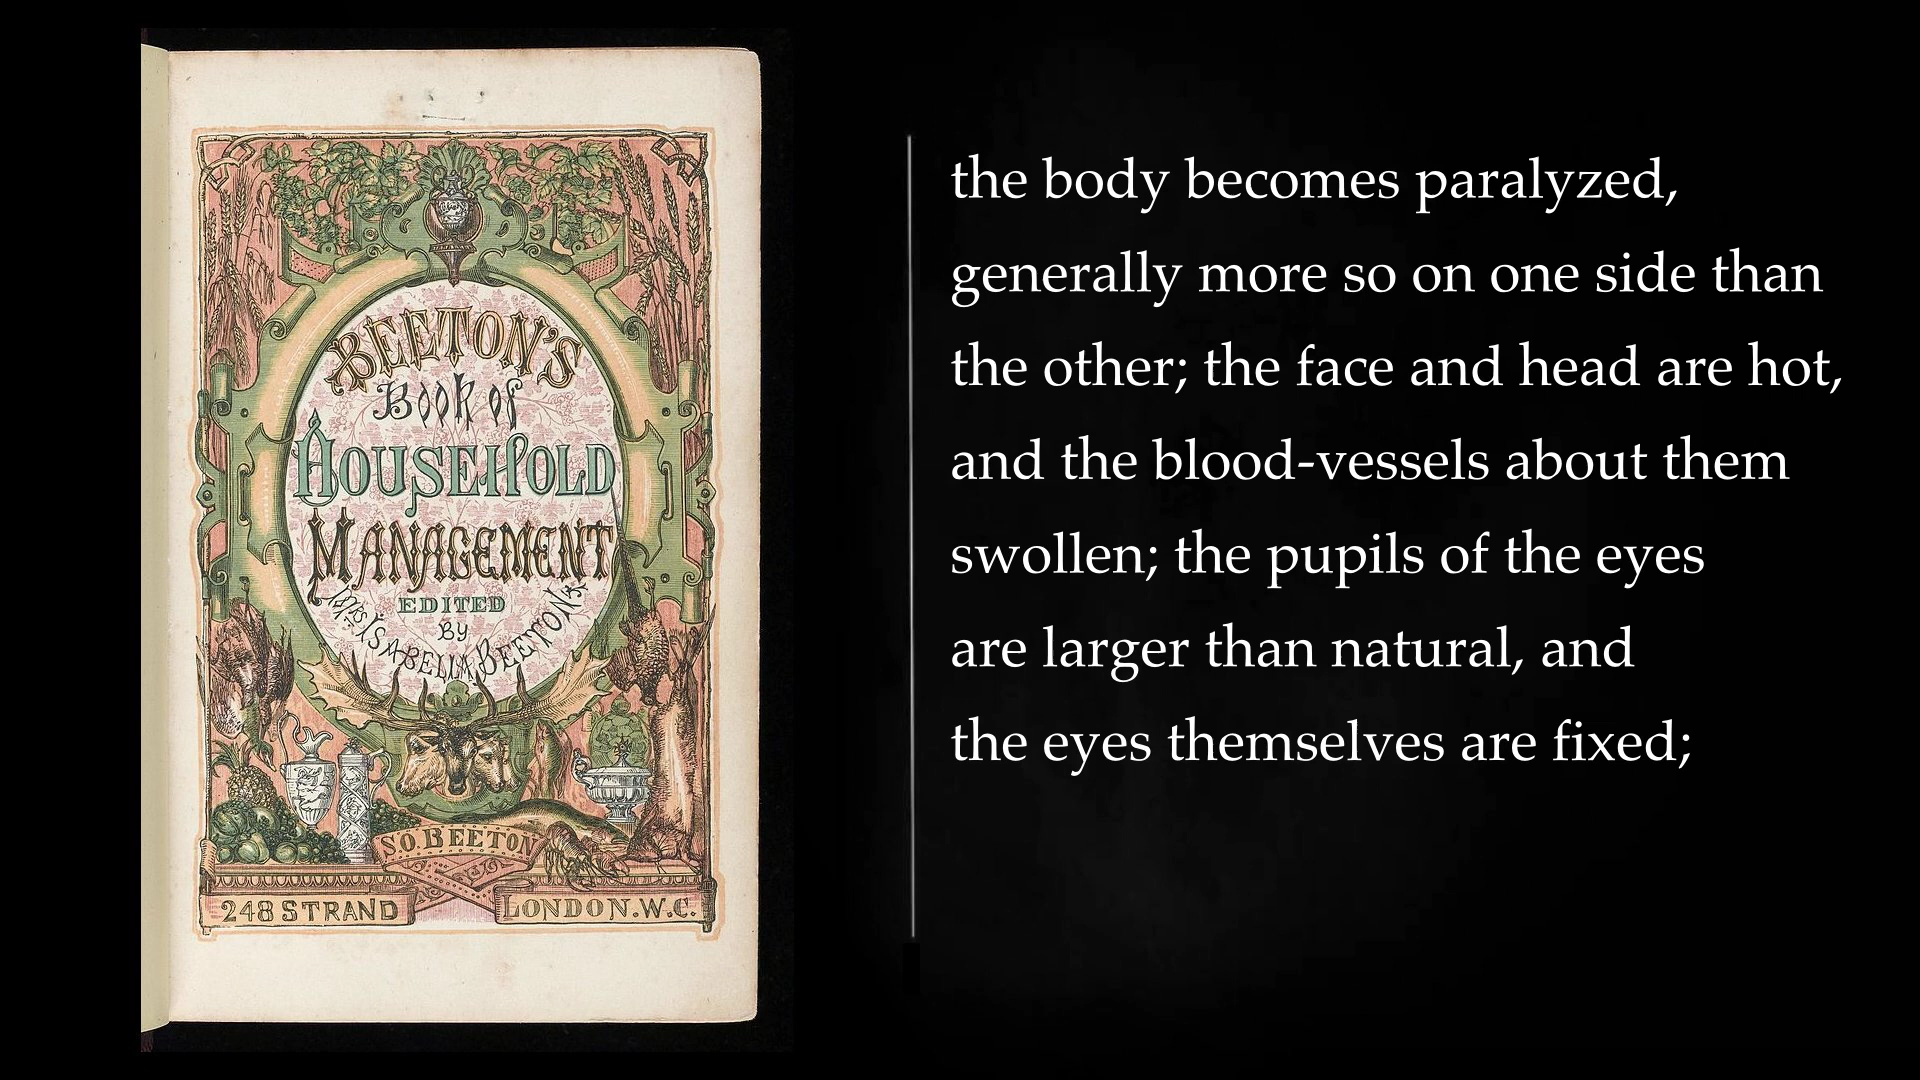 BEETON'S
Book of
HOUSEHOLD
MANAGEMENT
EDITED
BY
MRS ISABELLA BEETON
S.O. BEETON
248 STRAND
LONDON. W.C.
the body becomes paralyzed,
generally more so on one side than
the other; the face and head are hot,
and the blood-vessels about them
swollen; the pupils of the eyes
are larger than natural, and
the eyes themselves are fixed;